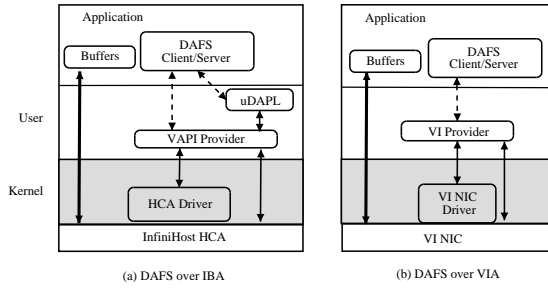 Application
Buffers
DAFS
Client/Server
uDAPL
User
VAPI Provider
Kernel
HCA Driver
InfiniHost HCA
(a) DAFS over IBA
Application
Buffers
DAFS
Client/Server
VI Provider
VI NIC
Driver
VI NIC
(b) DAFS over VIA